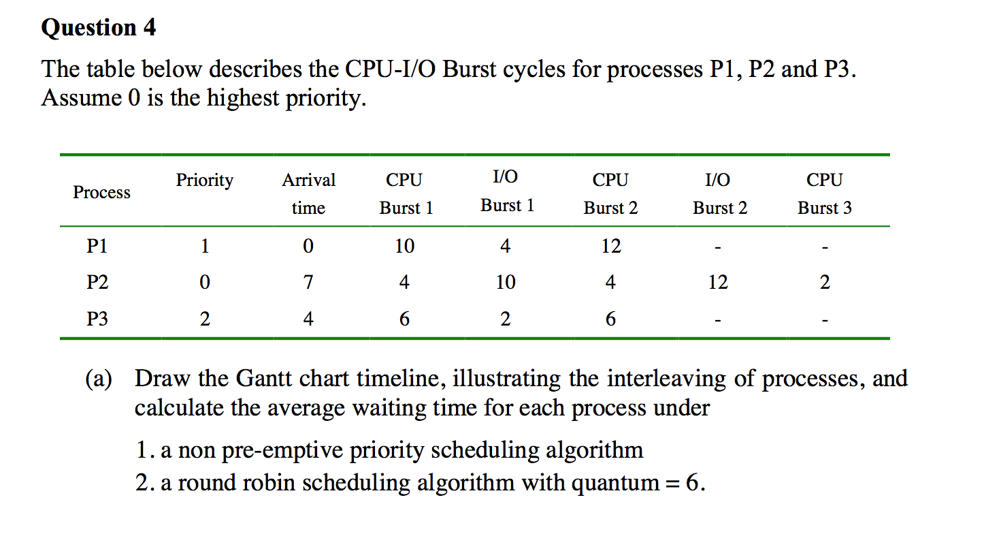 Question 4
The table below describes the CPU-I/O Burst cycles for processes P1, P2 and P3.
Assume 0 is the highest priority.
Process Priority Arrival time CPU Burst 1 I/O Burst 1 CPU Burst 2 I/O Burst 2 CPU Burst 3
P1 1 0 10 4 12 - -
P2 0 7 4 10 4 12 2
P3 2 4 6 2 6 - -
(a) Draw the Gantt chart timeline, illustrating the interleaving of processes, and
calculate the average waiting time for each process under
1. a non pre-emptive priority scheduling algorithm
2. a round robin scheduling algorithm with quantum = 6.